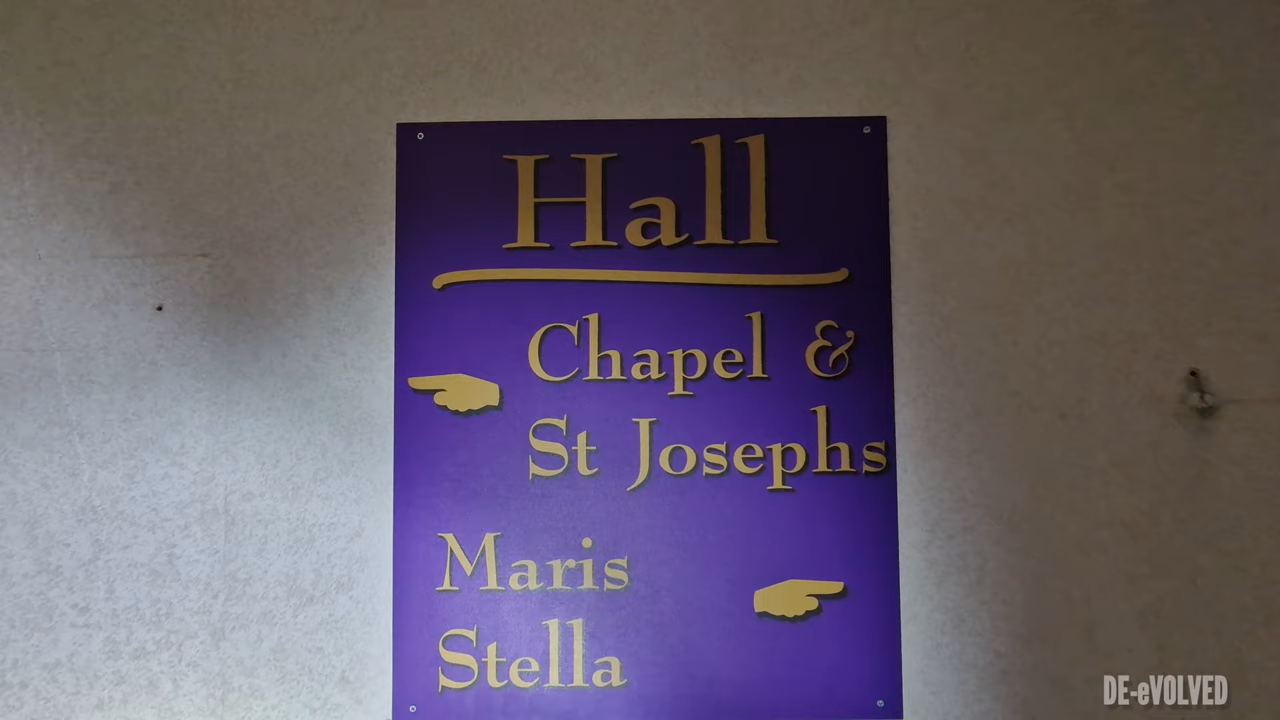 Hall
Chapel &
St Josephs
Maris
Stella
DE-eVOLVED